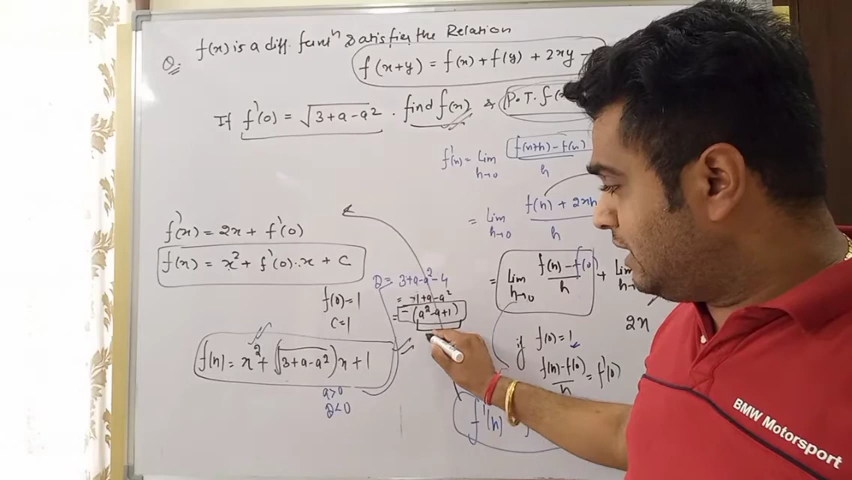 Q. f(x) is a diff. funcⁿ Satisfies the Relation
f(x+y) = f(x) + f(y) + 2xy -
If f'(0) = √3+a-a² . find f(x) & P.T. f(x
f'(x) = lim h→0 f(x+h) - f(x) / h
= lim h→0 f(h) + 2xh / h
f'(x) = 2x + f'(0)
f(x) = x² + f'(0).x + c
= lim h→0 f(h) - f(0) / h + lim
D = 3+a-a²-4
= -1+a-a²
= -(a²-a+1)
f(0) = 1
c = 1
2x
if f(0) = 1
f(x) = x² + (√3+a-a²)x + 1
f(h) - f(0) / h = f'(0)
a>0
D<0
f'(h)
BMW Motorsport